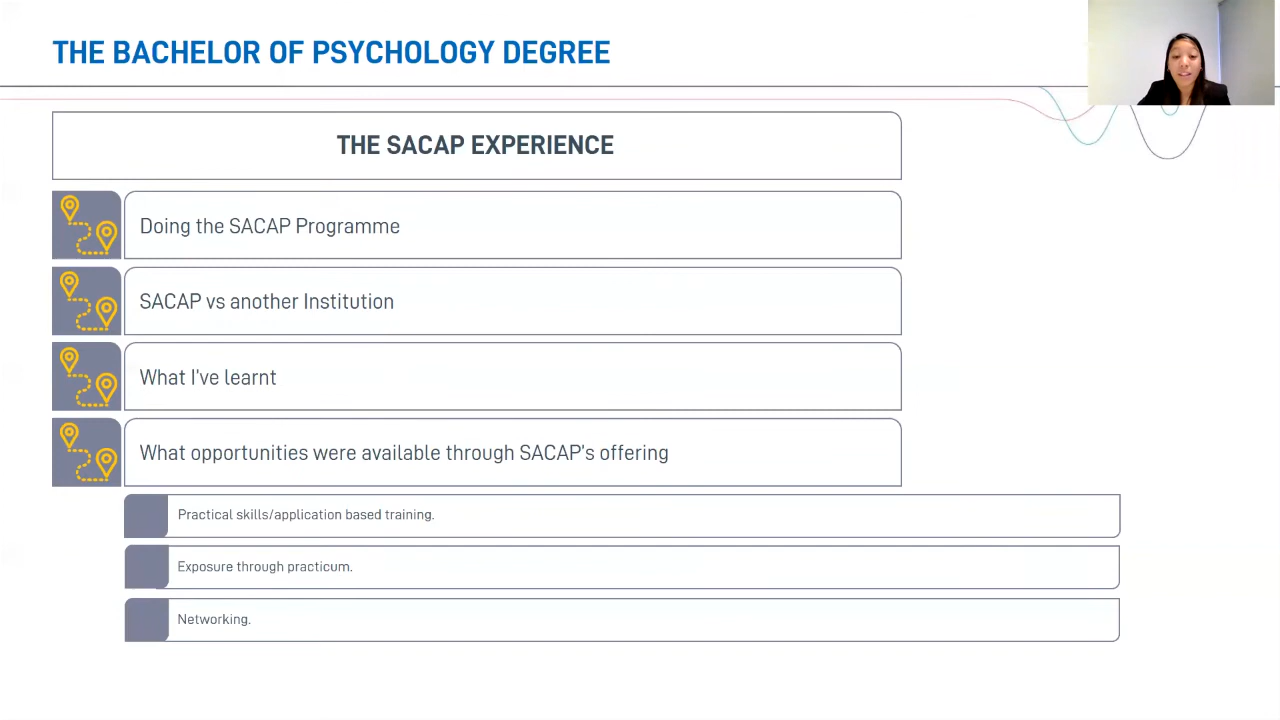 THE BACHELOR OF PSYCHOLOGY DEGREE
THE SACAP EXPERIENCE
Doing the SACAP Programme
SACAP vs another Institution
What I've learnt
What opportunities were available through SACAP's offering
Practical skills/application based training.
Exposure through practicum.
Networking.